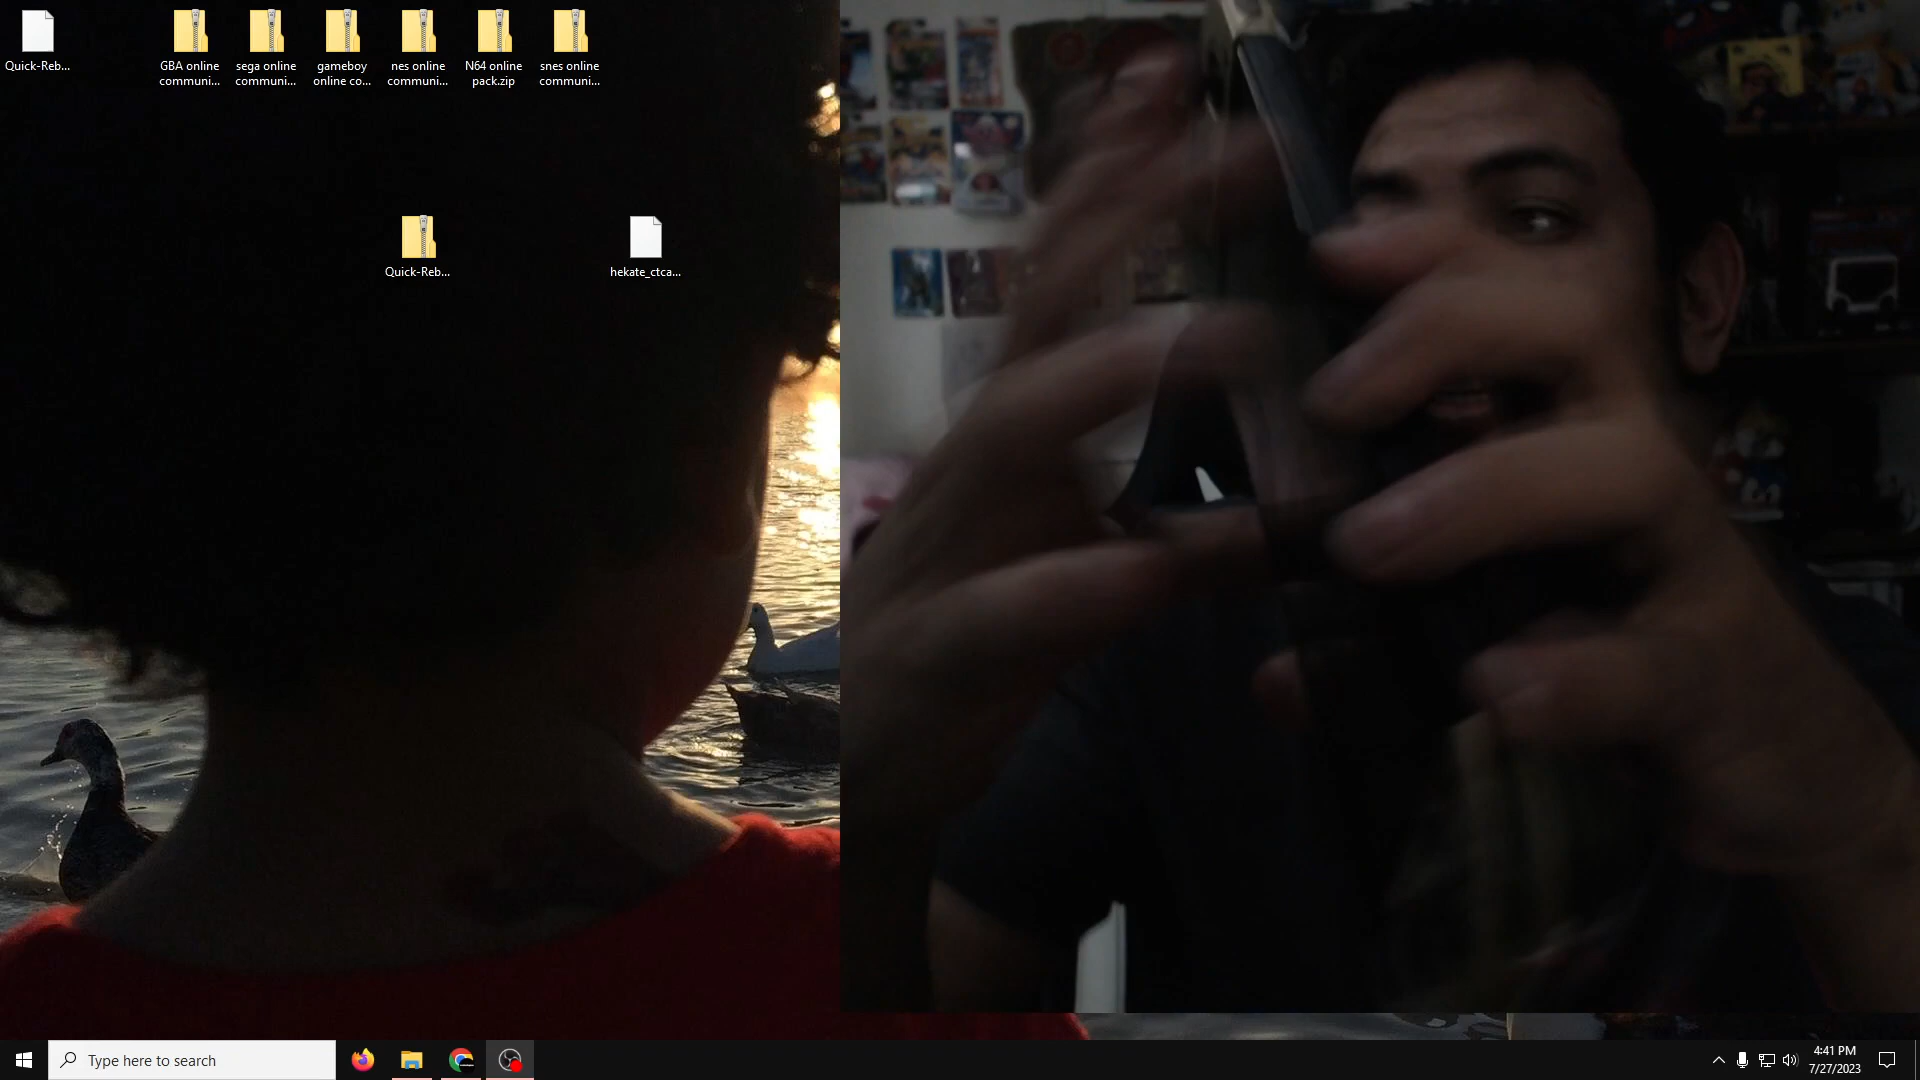 Quick-Reb...
GBA online
communi...
sega online
communi...
gameboy
online co...
nes online
communi...
N64 online
pack.zip
snes online
communi...
Quick-Reb...
hekate_ctca...
Type here to search
4:41 PM
7/27/2023